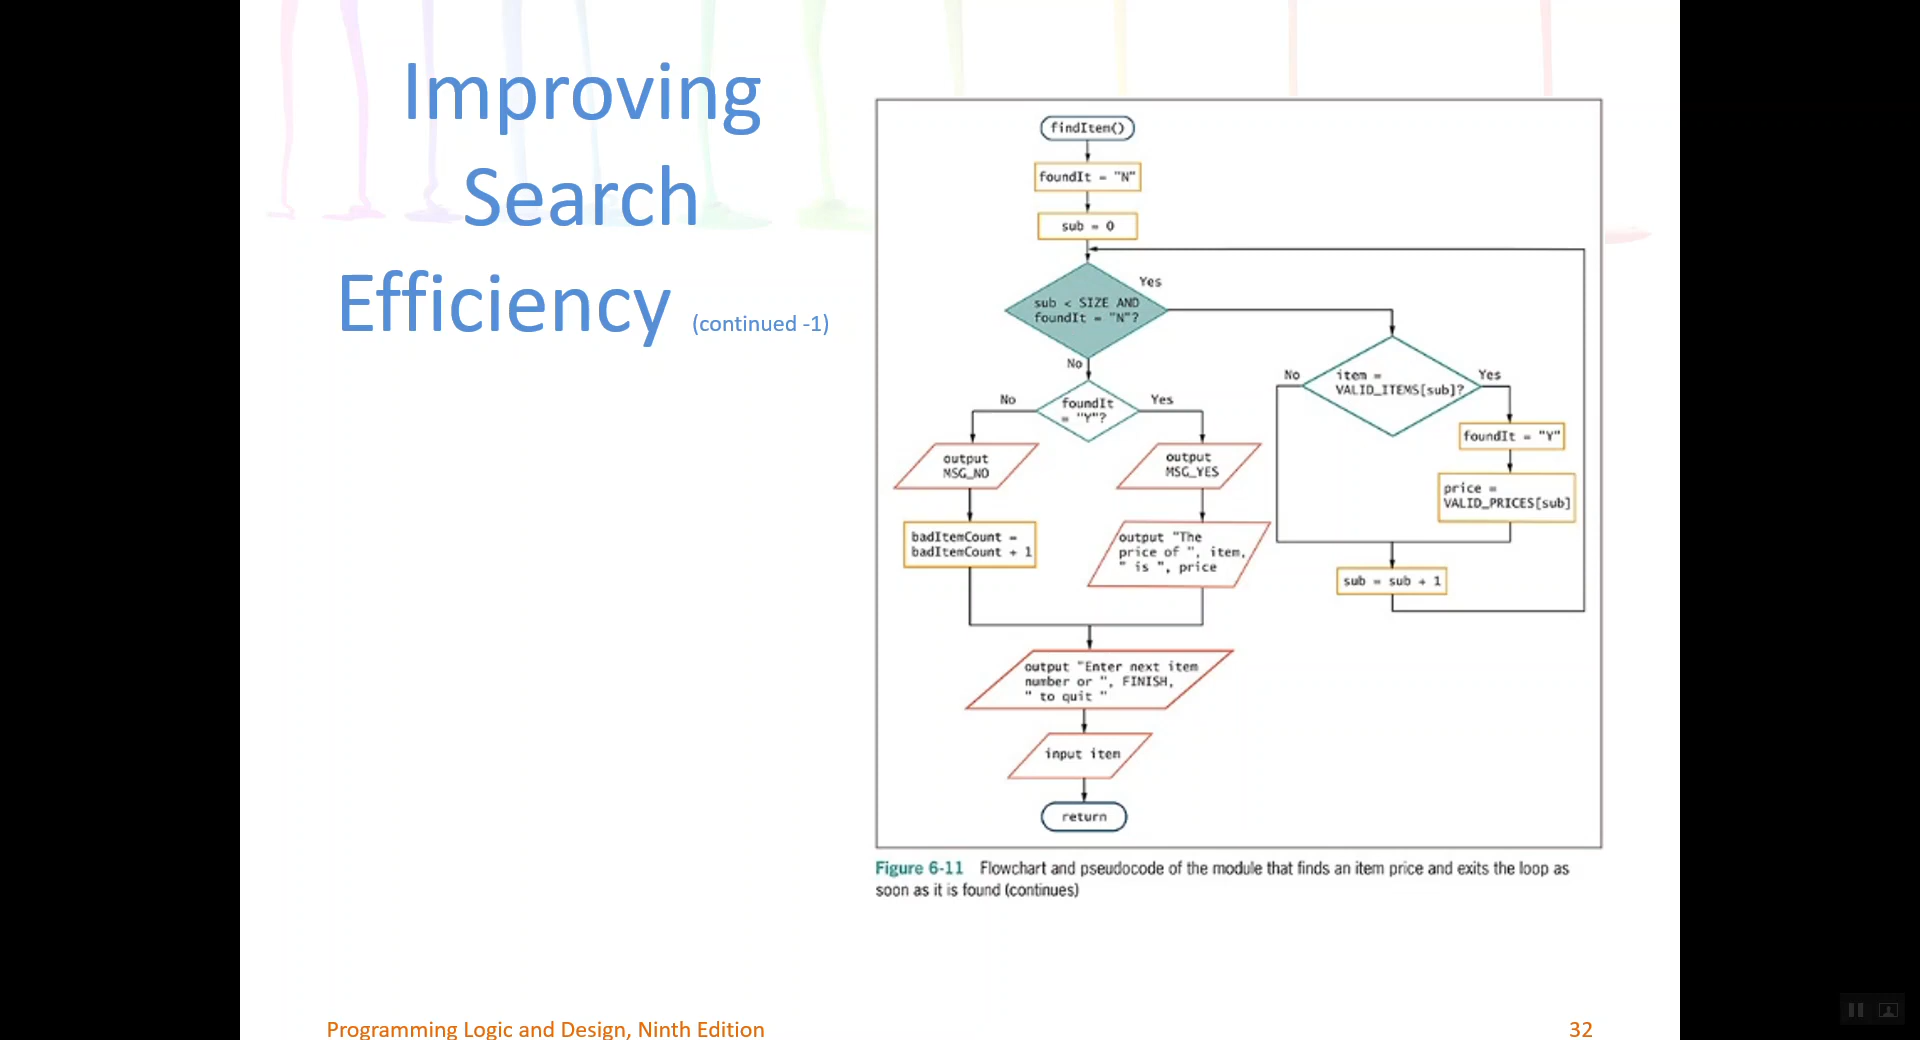 Improving
Search
Efficiency (continued -1)
findItem()
foundIt = "N"
sub = 0
Yes
sub < SIZE AND
foundIt = "N"?
No
No
item =
VALID_ITEMS[sub]?
Yes
No
foundIt
= "Y"?
Yes
foundIt = "Y"
output
MSG_NO
output
MSG_YES
price =
VALID_PRICES[sub]
badItemCount =
badItemCount + 1
output "The
price of ", item,
" is ", price
sub = sub + 1
output "Enter next item
number or ", FINISH,
" to quit "
input item
return
Figure 6-11 Flowchart and pseudocode of the module that finds an item price and exits the loop as
soon as it is found (continues)
Programming Logic and Design, Ninth Edition
32